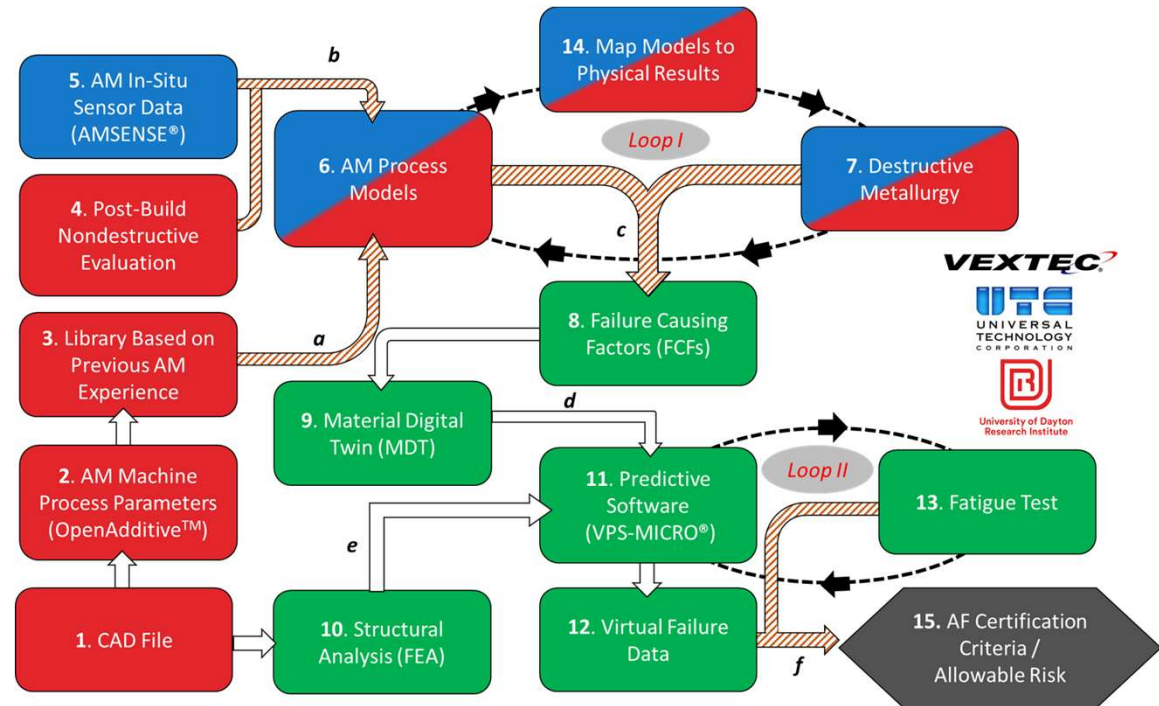 b
5. AM In-Situ
Sensor Data
(AMSENSE®)
14. Map Models to
Physical Results
Loop I
6. AM Process
Models
7. Destructive
Metallurgy
4. Post-Build
Nondestructive
Evaluation
c
VEXTEC®
UTC
UNIVERSAL
TECHNOLOGY
CORPORATION
University of Dayton
Research Institute
3. Library Based on
Previous AM
Experience
a
8. Failure Causing
Factors (FCFs)
9. Material Digital
Twin (MDT)
d
2. AM Machine
Process Parameters
(OpenAdditive™)
11. Predictive
Software
(VPS-MICRO®)
Loop II
13. Fatigue Test
e
1. CAD File
10. Structural
Analysis (FEA)
12. Virtual Failure
Data
f
15. AF Certification
Criteria /
Allowable Risk